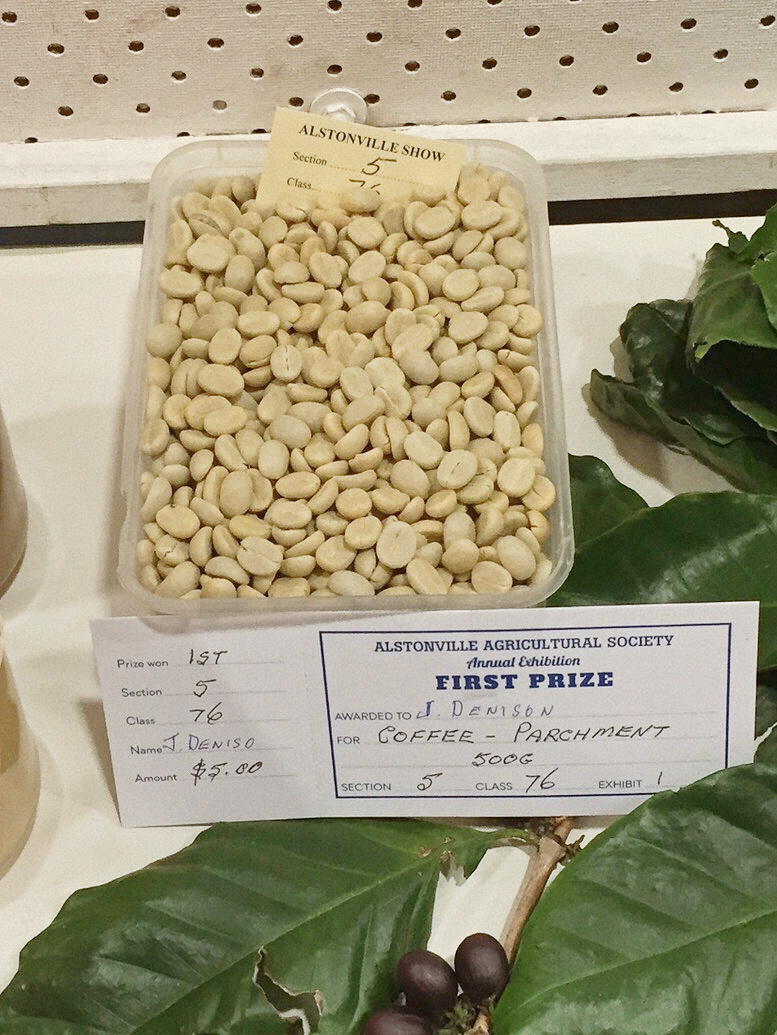 ALSTONVILLE SHOW
Section 5
Class 76
Prize won 1ST
Section 5
Class 76
Name J. DENISO
Amount $5.00
ALSTONVILLE AGRICULTURAL SOCIETY
Annual Exhibition
FIRST PRIZE
AWARDED TO J. DENISON
FOR COFFEE - PARCHMENT
500G
SECTION 5 CLASS 76 EXHIBIT 1